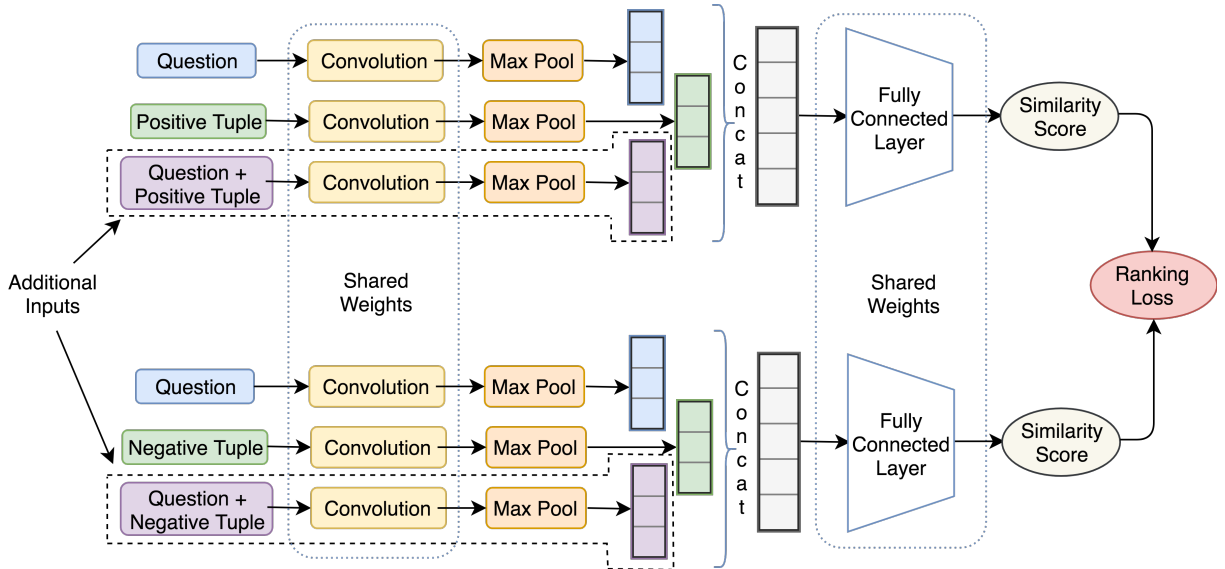 Question
Convolution
Max Pool
Positive Tuple
Convolution
Max Pool
Question +
Positive Tuple
Convolution
Max Pool
Concat
Fully
Connected
Layer
Similarity
Score
Additional
Inputs
Shared
Weights
Shared
Weights
Ranking
Loss
Question
Convolution
Max Pool
Negative Tuple
Convolution
Max Pool
Question +
Negative Tuple
Convolution
Max Pool
Concat
Fully
Connected
Layer
Similarity
Score